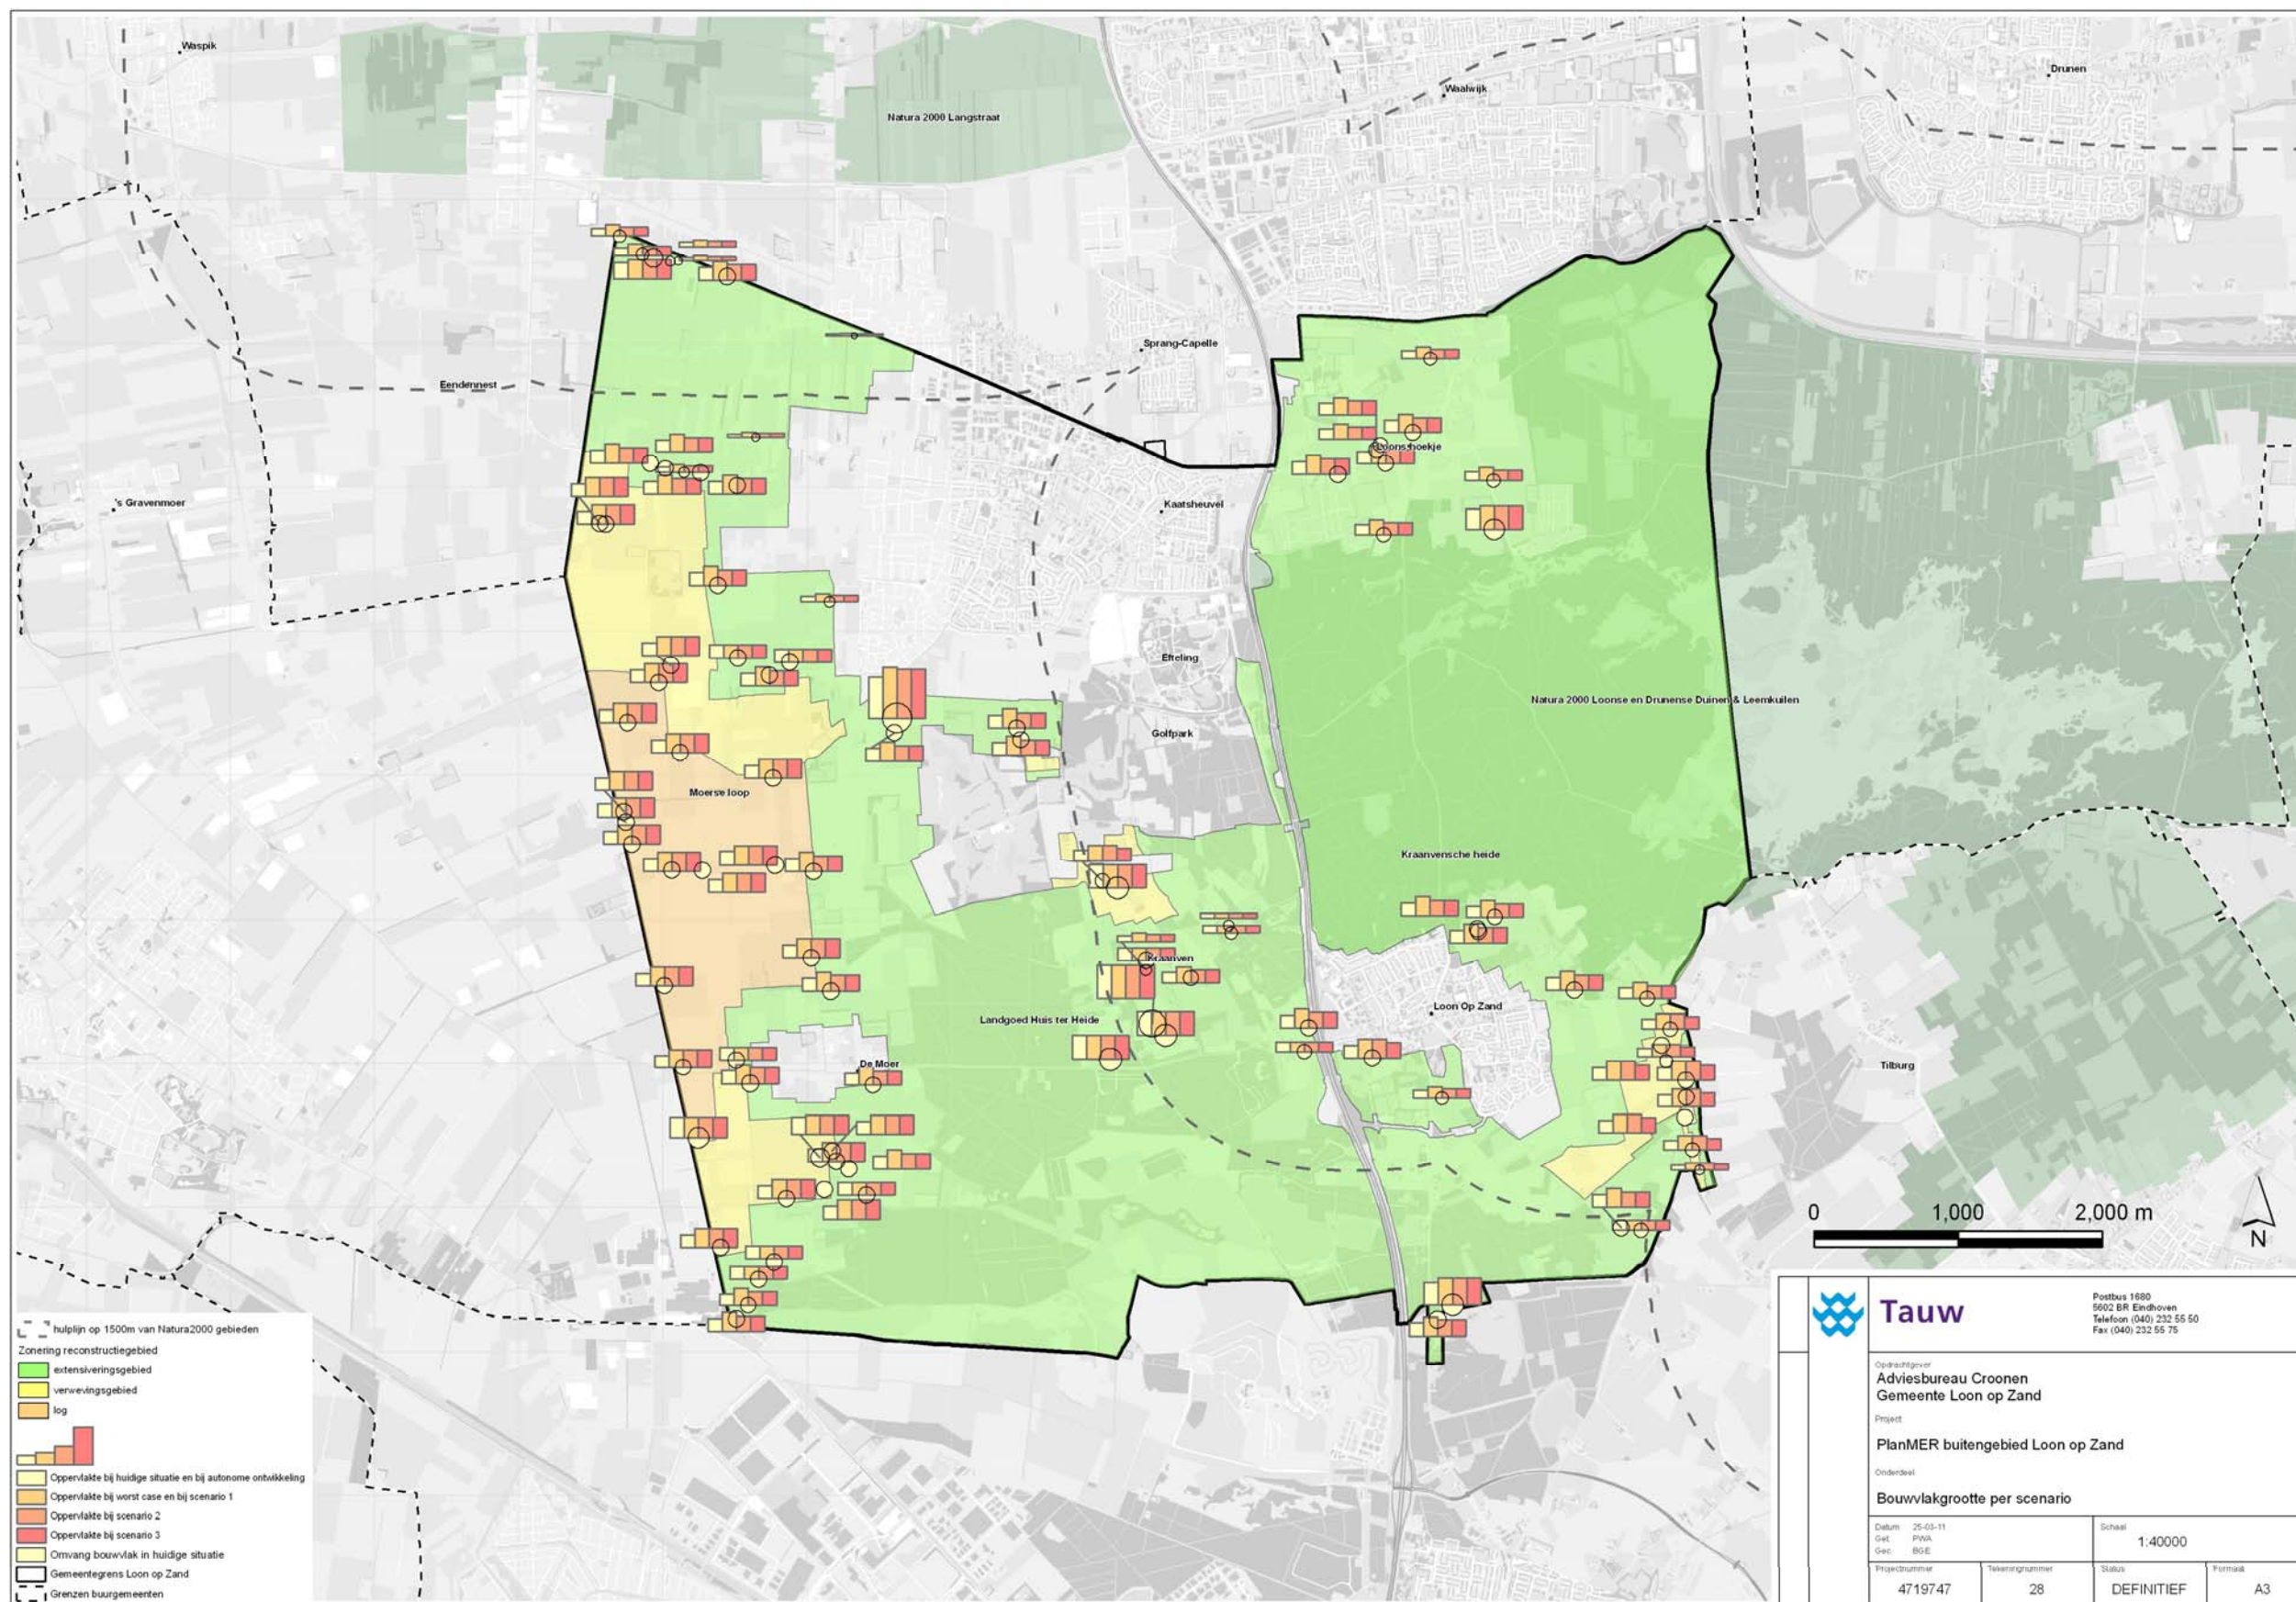 Waspik
Drunen
Waalwijk
Natura 2000 Langstraat
Sprang-Capelle
Eendennest
Loonshoekje
's Gravenmoer
Kaatsheuvel
Efteling
Natura 2000 Loonse en Drunense Duinen & Leemkuilen
Golfpark
Moerse loop
Kraanvensche heide
Kraanven
Landgoed Huis ter Heide
Loon Op Zand
De Moer
Tilburg
0 1,000 2,000 m
N
hulplijn op 1500m van Natura2000 gebieden
Zonering reconstructiegebied
extensiveringsgebied
verwevingsgebied
log
Oppervlakte bij huidige situatie en bij autonome ontwikkeling
Oppervlakte bij worst case en bij scenario 1
Oppervlakte bij scenario 2
Oppervlakte bij scenario 3
Omvang bouwvlak in huidige situatie
Gemeentegrens Loon op Zand
Grenzen buurgemeenten
Tauw
Postbus 1680
5602 BR Eindhoven
Telefoon (040) 232 55 50
Fax (040) 232 55 75
Opdrachtgever
Adviesbureau Croonen
Gemeente Loon op Zand
Project
PlanMER buitengebied Loon op Zand
Onderdeel
Bouwvlakgrootte per scenario
Datum 25-03-11
Get. PWA
Gec. BGE
Schaal
1:40000
Projectnummer Tekeningnummer Status Formaat
4719747 28 DEFINITIEF A3